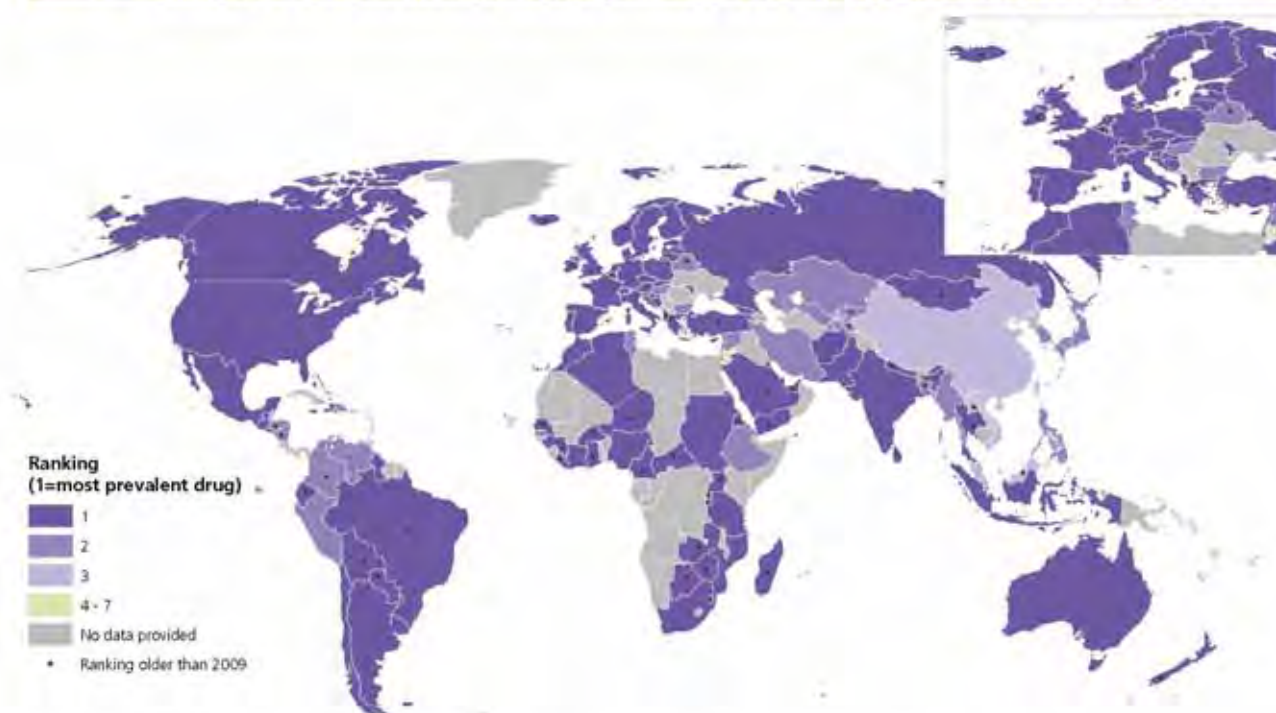 Ranking
(1=most prevalent drug)
1
2
3
4 - 7
No data provided
Ranking older than 2009